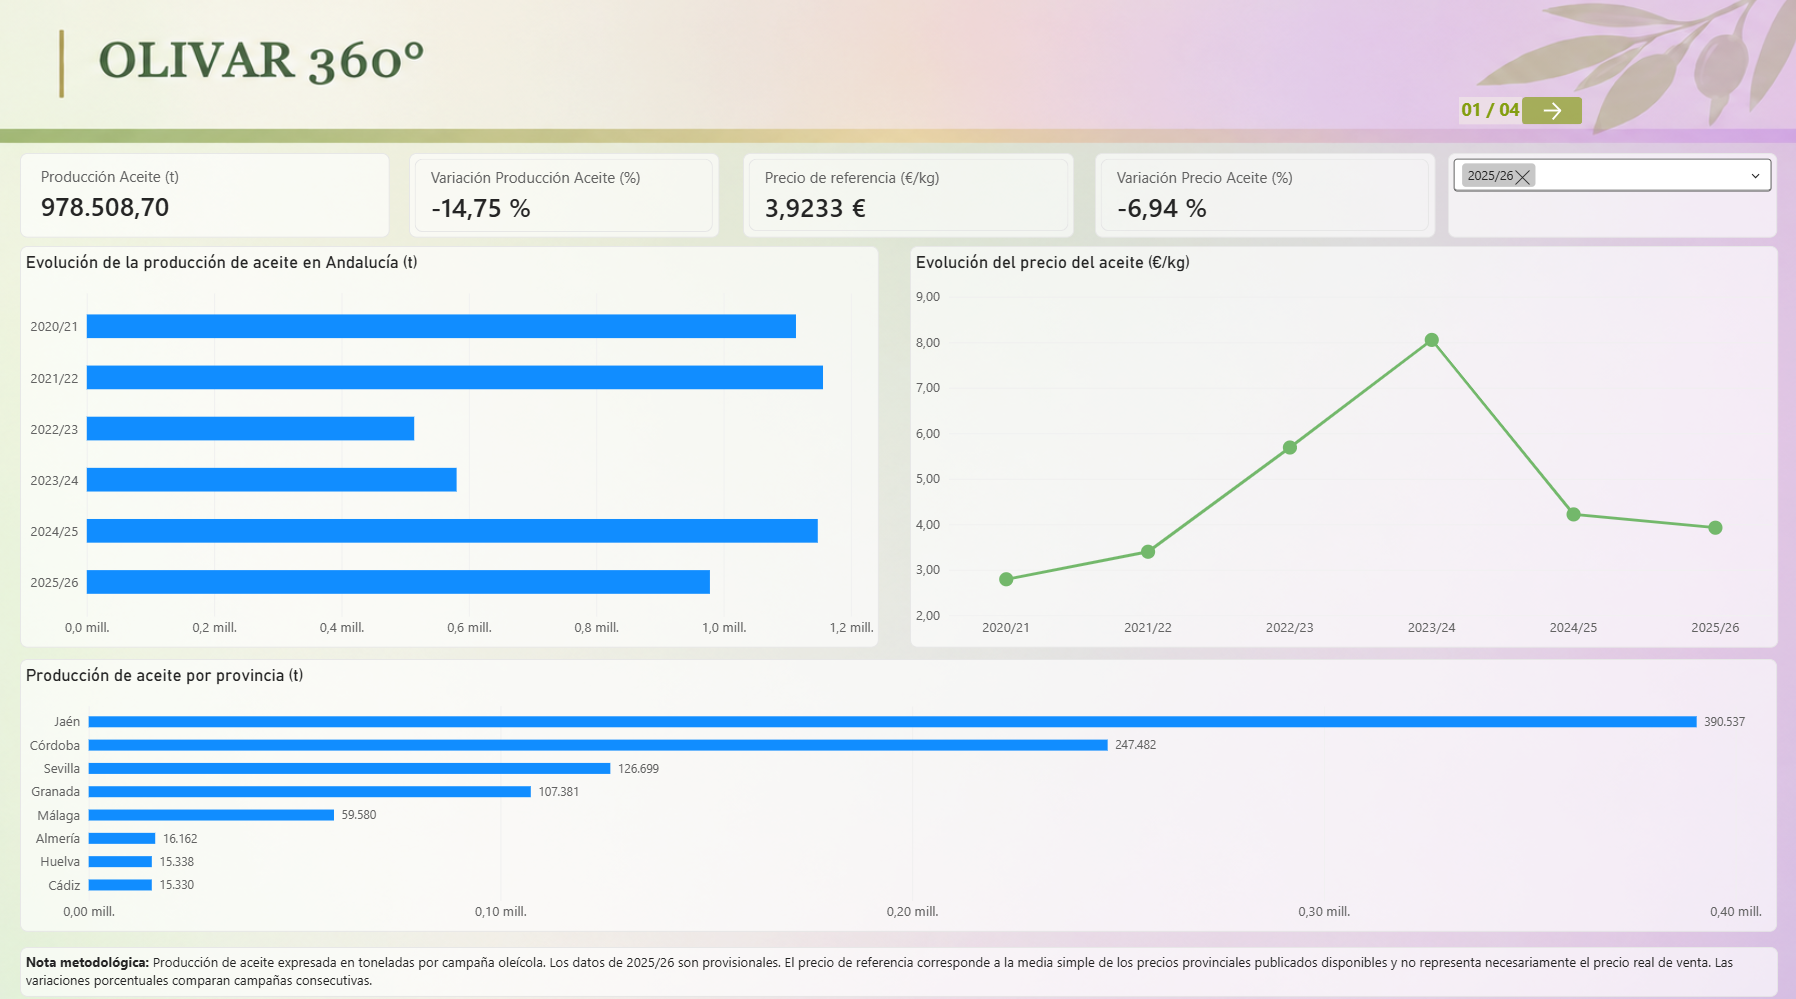 OLIVAR 360º
01 / 04
Producción Aceite (t)
978.508,70
Variación Producción Aceite (%)
-14,75 %
Precio de referencia (€/kg)
3,9233 €
Variación Precio Aceite (%)
-6,94 %
2025/26
Evolución de la producción de aceite en Andalucía (t)
2020/21
2021/22
2022/23
2023/24
2024/25
2025/26
0,0 mill.
0,2 mill.
0,4 mill.
0,6 mill.
0,8 mill.
1,0 mill.
1,2 mill.
Evolución del precio del aceite (€/kg)
9,00
8,00
7,00
6,00
5,00
4,00
3,00
2,00
2020/21
2021/22
2022/23
2023/24
2024/25
2025/26
Producción de aceite por provincia (t)
Jaén 390.537
Córdoba 247.482
Sevilla 126.699
Granada 107.381
Málaga 59.580
Almería 16.162
Huelva 15.338
Cádiz 15.330
0,00 mill.
0,10 mill.
0,20 mill.
0,30 mill.
0,40 mill.
Nota metodológica: Producción de aceite expresada en toneladas por campaña oleícola. Los datos de 2025/26 son provisionales. El precio de referencia corresponde a la media simple de los precios provinciales publicados disponibles y no representa necesariamente el precio real de venta. Las
variaciones porcentuales comparan campañas consecutivas.